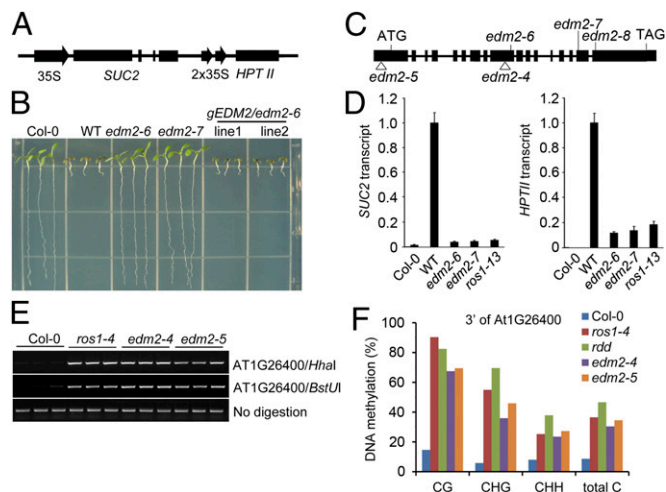 A
35S
SUC2
2x35S
HPT II
B
gEDM2/edm2-6
Col-0 WT edm2-6 edm2-7 line1 line2
C
ATG
edm2-6
edm2-7
edm2-8
TAG
edm2-5
edm2-4
D
SUC2 transcript
1.2
1
0.8
0.6
0.4
0.2
0
Col-0
WT
edm2-6
edm2-7
ros1-13
HPTII transcript
1.2
1
0.8
0.6
0.4
0.2
0
Col-0
WT
edm2-6
edm2-7
ros1-13
E
Col-0 ros1-4 edm2-4 edm2-5
AT1G26400/HhaI
AT1G26400/BstUI
No digestion
F
3' of At1G26400
Col-0
ros1-4
rdd
edm2-4
edm2-5
DNA methylation (%)
100
80
60
40
20
0
CG CHG CHH total C